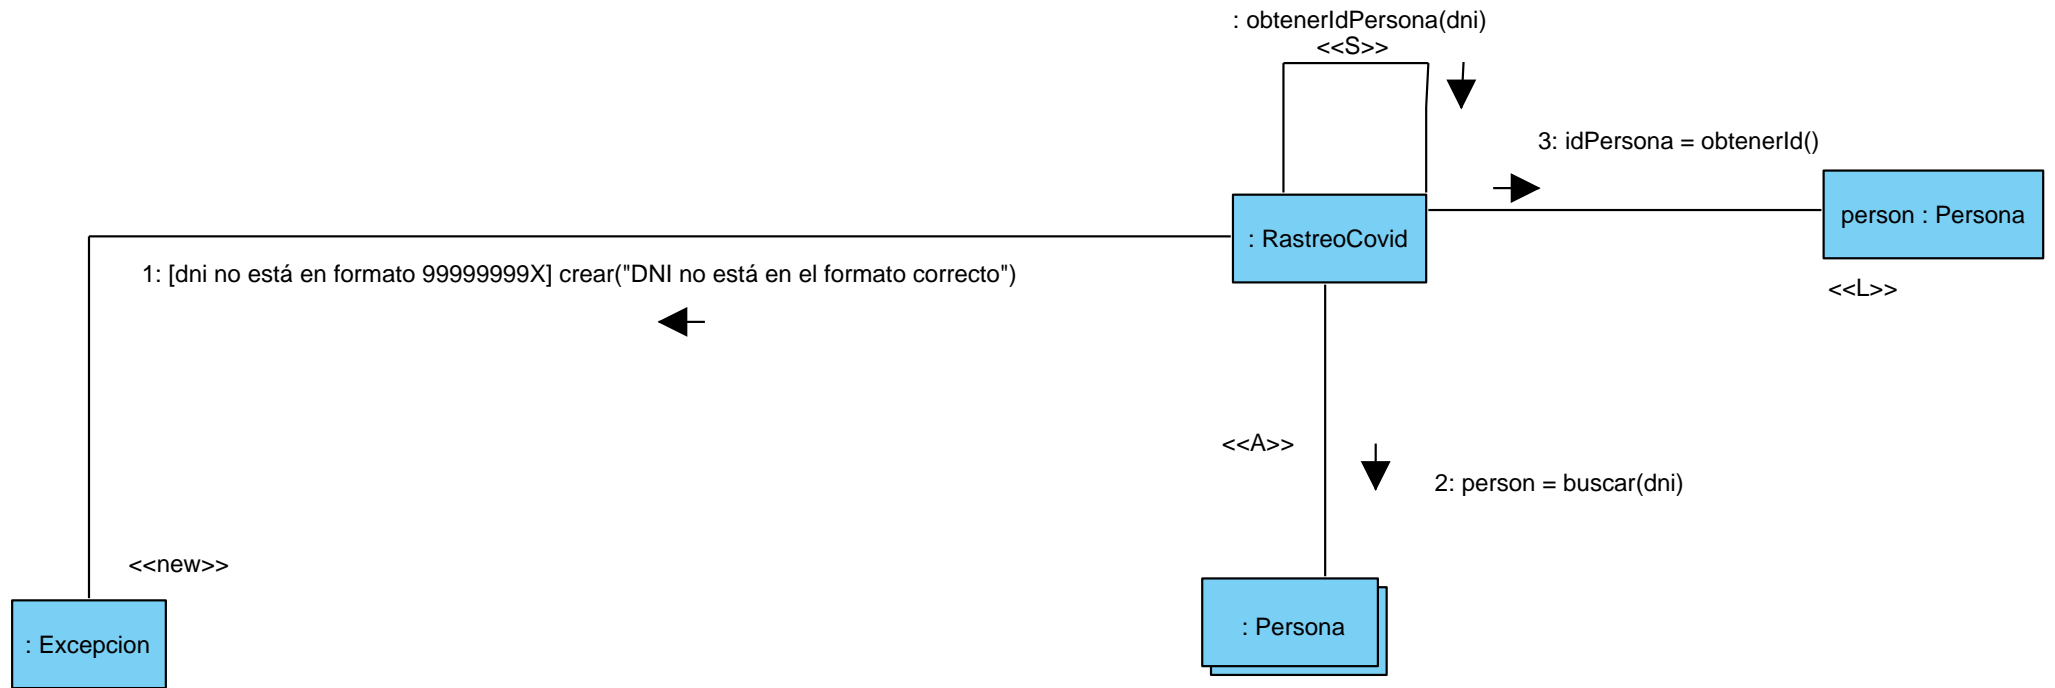 : obtenerIdPersona(dni)
<<S>>
3: idPersona = obtenerId()
person : Persona
: RastreoCovid
1: [dni no está en formato 99999999X] crear("DNI no está en el formato correcto")
<<L>>
<<A>>
2: person = buscar(dni)
<<new>>
: Persona
: Excepcion